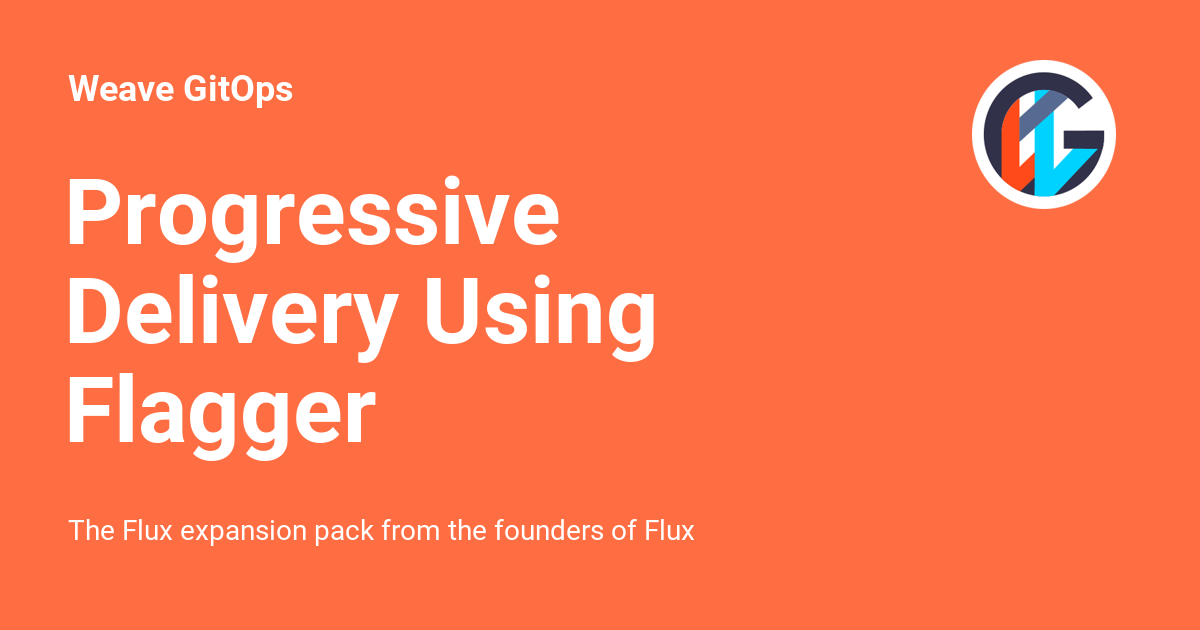 Weave GitOps
Progressive
Delivery Using
Flagger
The Flux expansion pack from the founders of Flux